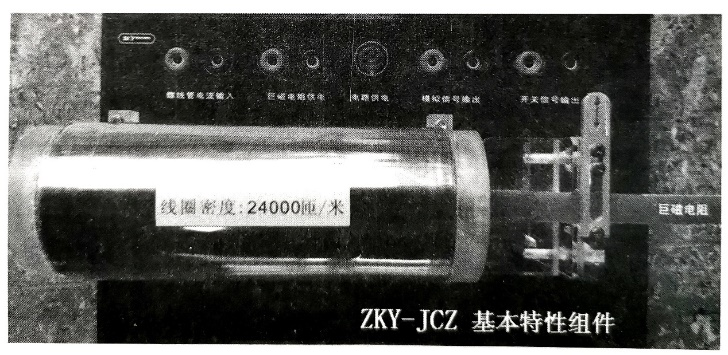 螺线管电流输入
巨磁电阻供电
电路供电
模拟信号输出
开关信号输出
线圈密度:24000匝/米
巨磁电阻
ZKY-JCZ 基本特性组件